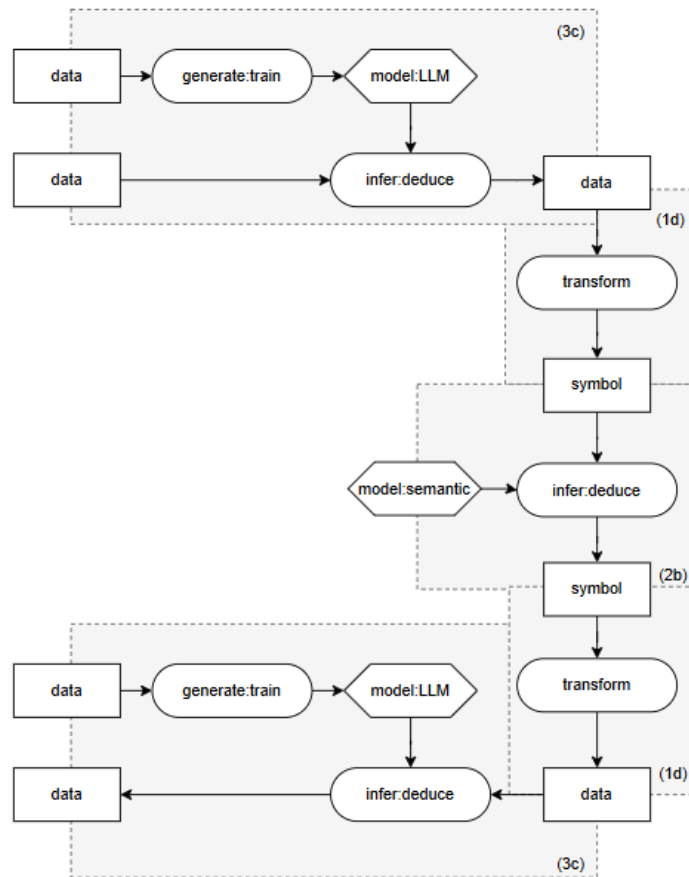 (3c)
data
generate:train
model:LLM
data
infer:deduce
data
(1d)
transform
symbol
model:semantic
infer:deduce
symbol
(2b)
data
generate:train
model:LLM
transform
data
infer:deduce
data
(1d)
(3c)